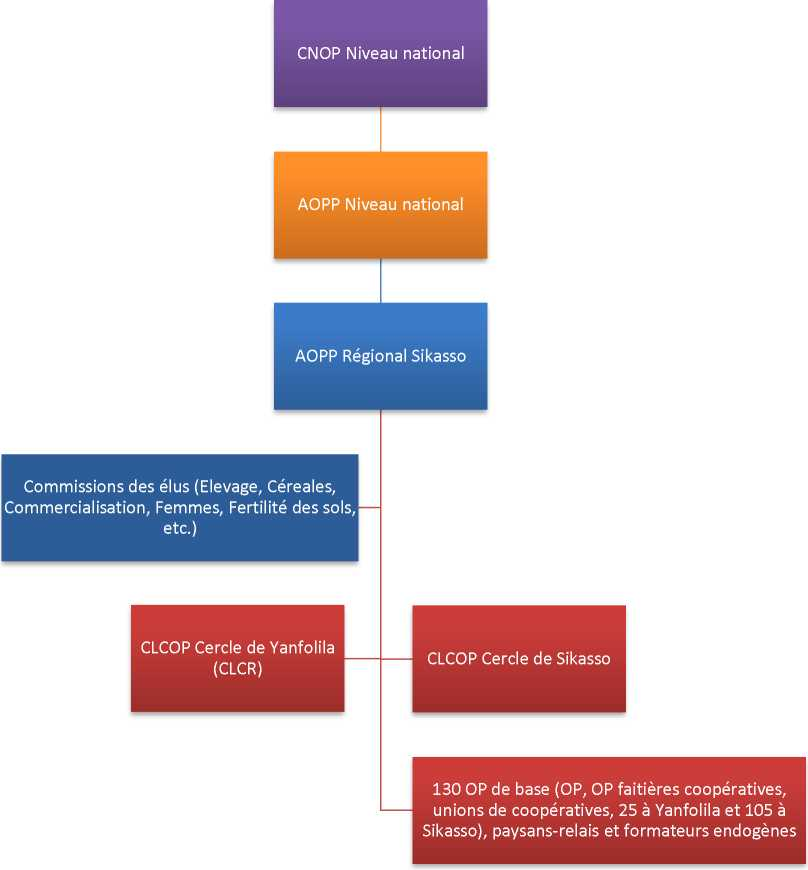 CNOP Niveau national
AOPP Niveau national
AOPP Régional Sikasso
Commissions des élus (Elevage, Céreales,
Commercialisation, Femmes, Fertilité des sols,
etc.)
CLCOP Cercle de Yanfolila
(CLCR)
CLCOP Cercle de Sikasso
130 OP de base (OP, OP faitières coopératives,
unions de coopératives, 25 à Yanfolila et 105 à
Sikasso), paysans-relais et formateurs endogènes